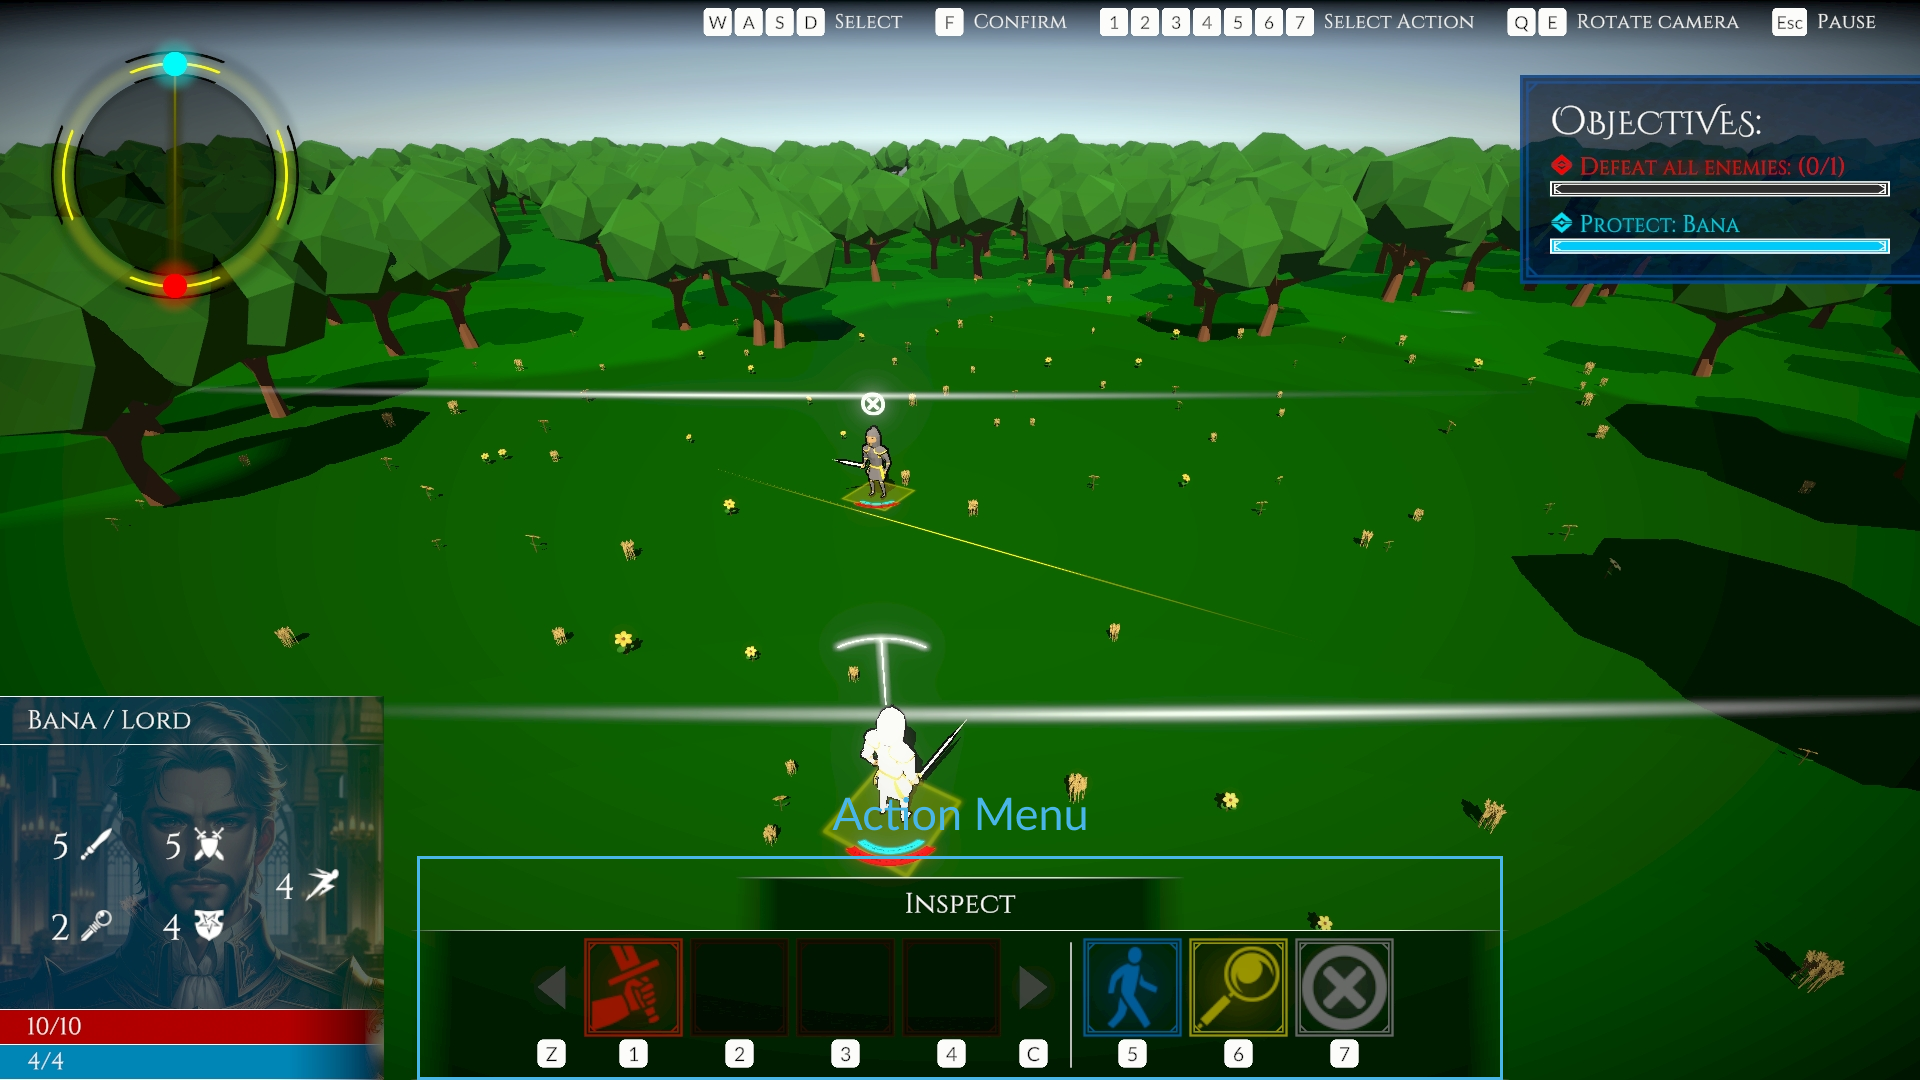 W A S D Select F Confirm 1 2 3 4 5 6 7 Select Action Q E Rotate camera Esc Pause
Objectives:
Defeat all enemies: (0/1)
Protect: Bana
Bana / Lord
5 5
4
2 4
10/10
4/4
Action Menu
Inspect
Z 1 2 3 4 C 5 6 7